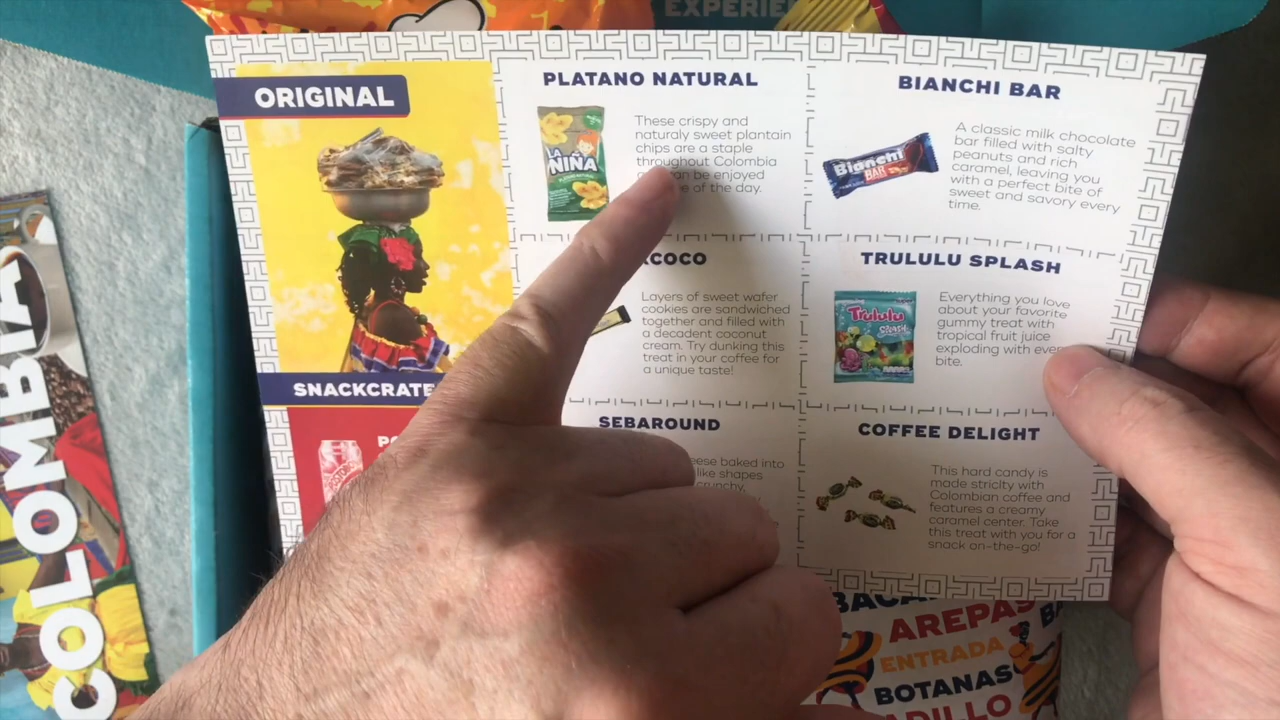 EXPERIE
ORIGINAL
SNACKCRATE
PLATANO NATURAL
These crispy and
naturaly sweet plantain
chips are a staple
throughout Colombia
can be enjoyed
of the day.
LA
NIÑA
BIANCHI BAR
A classic milk chocolate
bar filled with salty
peanuts and rich
caramel, leaving you
with a perfect bite of
sweet and savory every
time.
Bianchi
BAR
COCO
Layers of sweet wafer
cookies are sandwiched
together and filled with
a decadent coconut
cream. Try dunking this
treat in your coffee for
a unique taste!
TRULULU SPLASH
Everything you love
about your favorite
gummy treat with
tropical fruit juice
exploding with every
bite.
Trululu
Splash
SEBAROUND
baked into
like shapes
crunchy,
COFFEE DELIGHT
This hard candy is
made stricity with
Colombian coffee and
features a creamy
caramel center. Take
this treat with you for a
snack on-the-go!
COLOMBIA
AREPAS
ENTRADA
BOTANAS